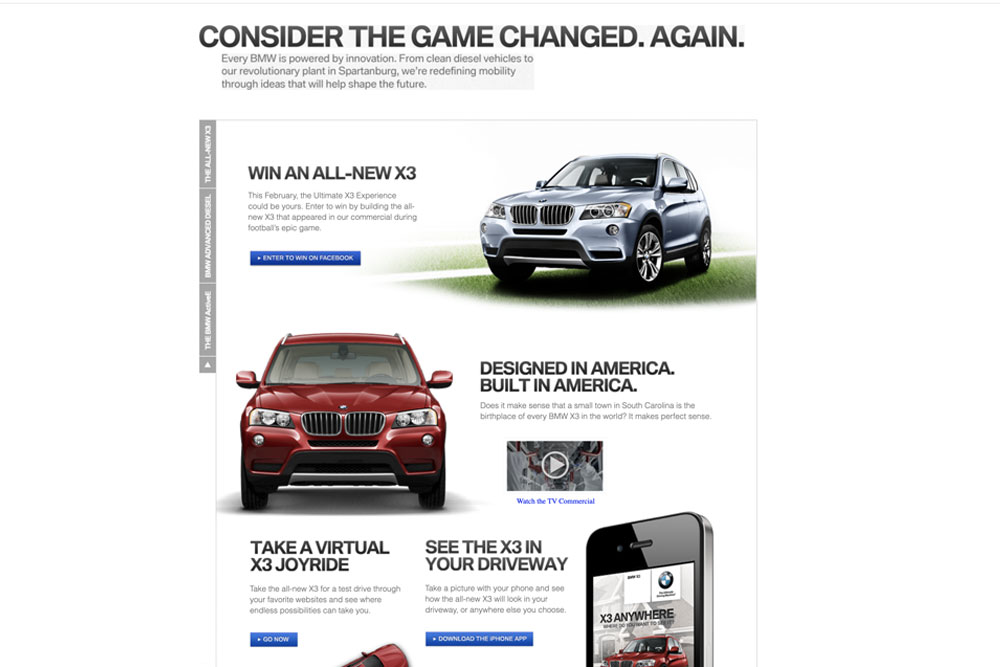 CONSIDER THE GAME CHANGED. AGAIN.
Every BMW is powered by innovation. From clean diesel vehicles to
our revolutionary plant in Spartanburg, we're redefining mobility
through ideas that will help shape the future.
THE ALL-NEW X3
BMW ADVANCED DIESEL
THE BMW ActiveE
WIN AN ALL-NEW X3
This February, the Ultimate X3 Experience
could be yours. Enter to win by building the all-
new X3 that appeared in our commercial during
football's epic game.
ENTER TO WIN ON FACEBOOK
DESIGNED IN AMERICA.
BUILT IN AMERICA.
Does it make sense that a small town in South Carolina is the
birthplace of every BMW X3 in the world? It makes perfect sense.
Watch the TV Commercial
TAKE A VIRTUAL
X3 JOYRIDE
Take the all-new X3 for a test drive through
your favorite websites and see where
endless possibilities can take you.
GO NOW
SEE THE X3 IN
YOUR DRIVEWAY
Take a picture with your phone and see
how the all-new X3 will look in your
driveway, or anywhere else you choose.
DOWNLOAD THE iPHONE APP
BMW X3
X3 ANYWHERE